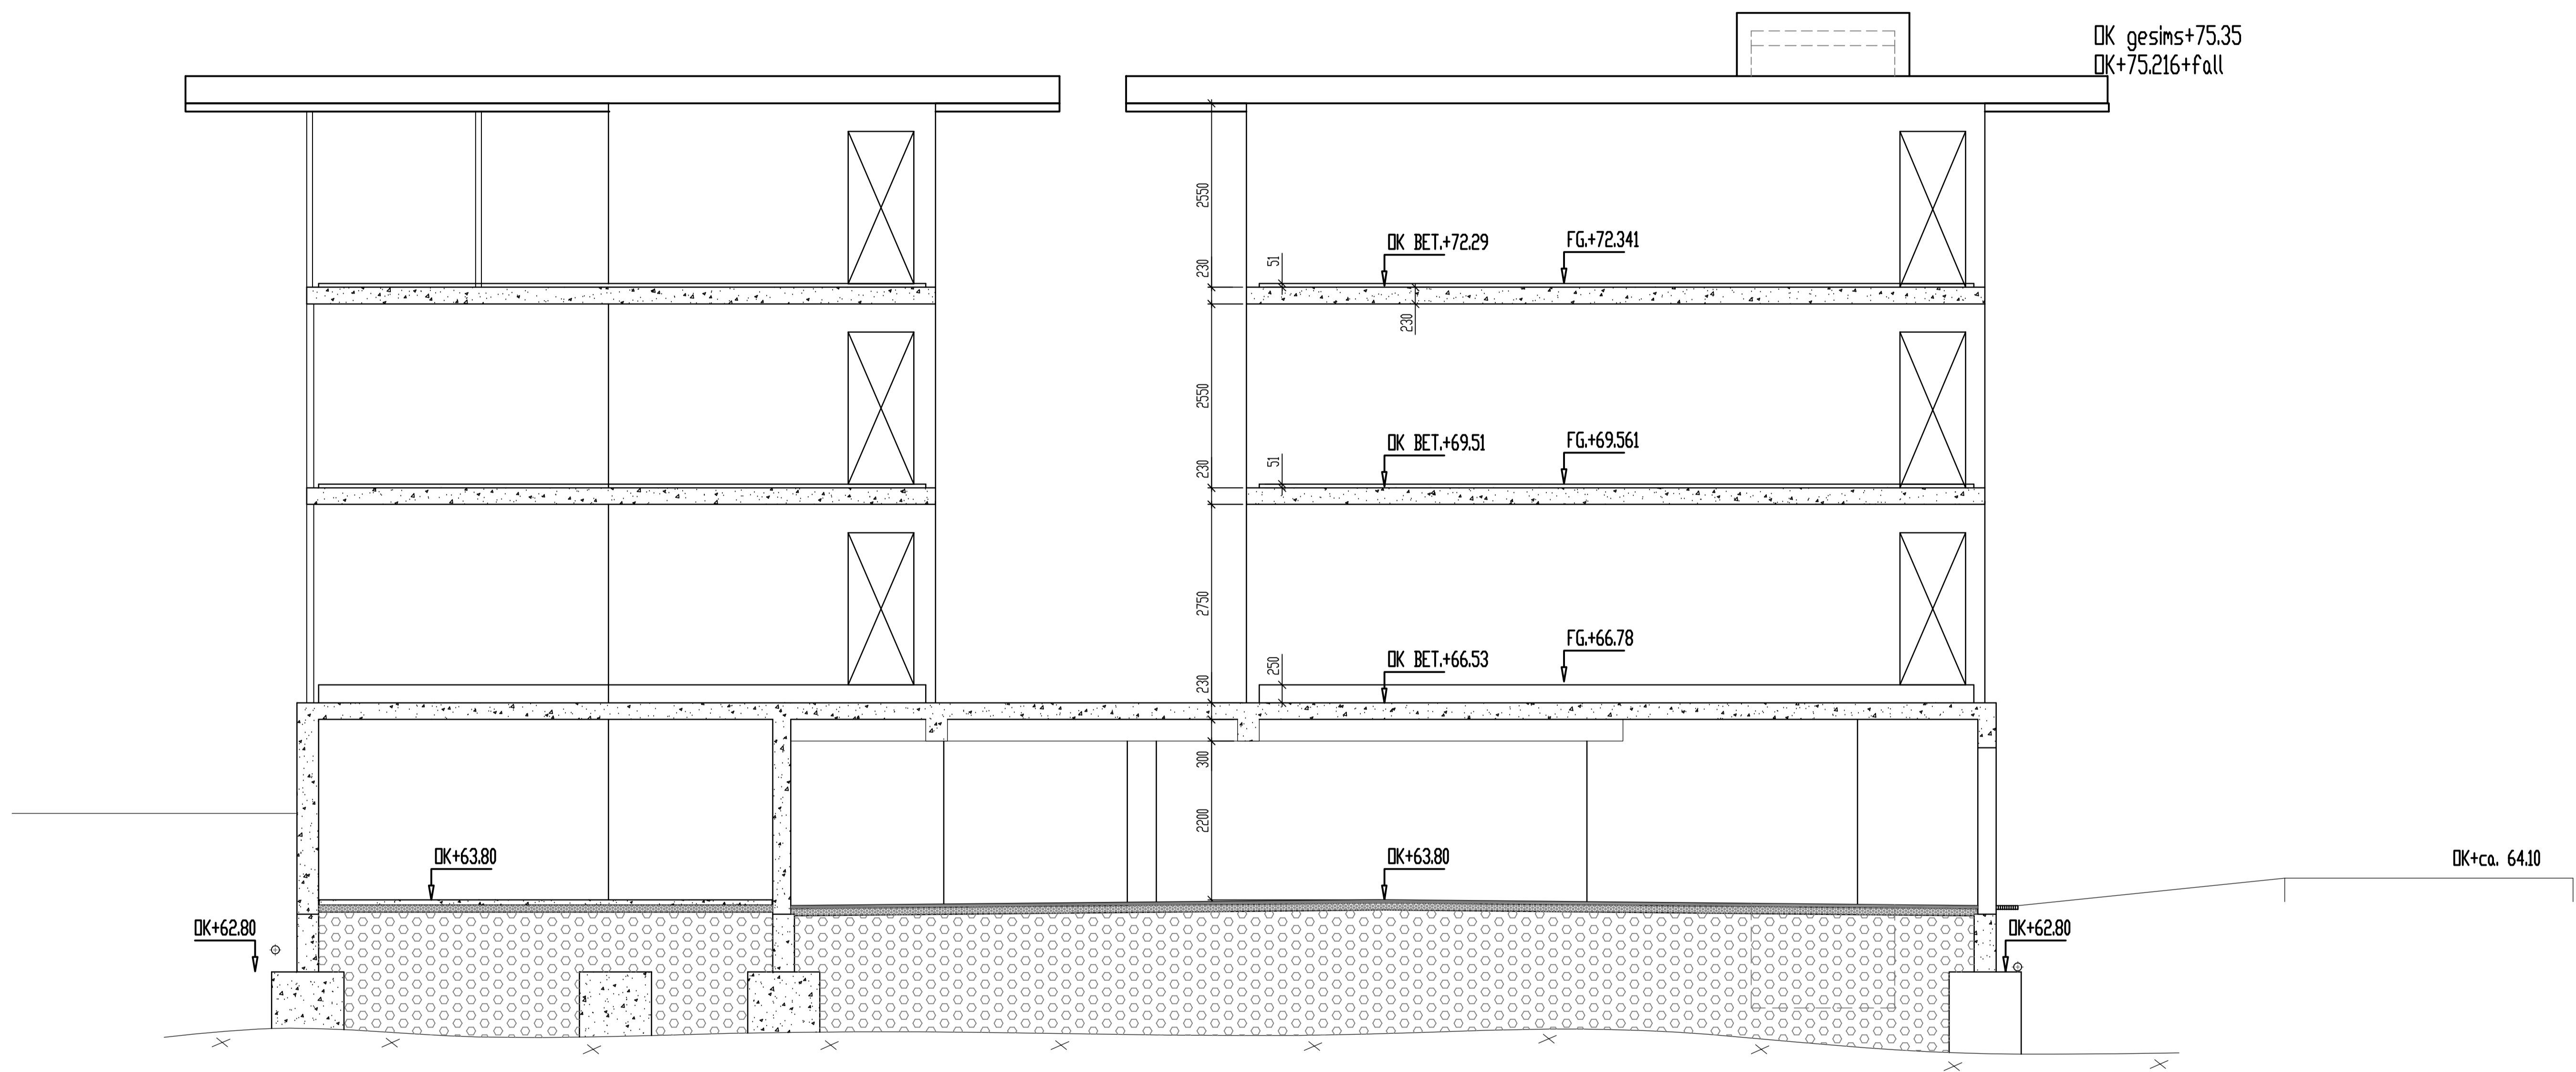 OK gesims+75.35
OK+75.216+fall
2550
OK BET.+72.29
FG.+72.341
230
51
230
2550
OK BET.+69.51
FG.+69.561
230
51
2750
FG.+66.78
OK BET.+66.53
250
230
300
2200
OK+63.80
OK+63.80
OK+ca. 64.10
OK+62.80
OK+62.80